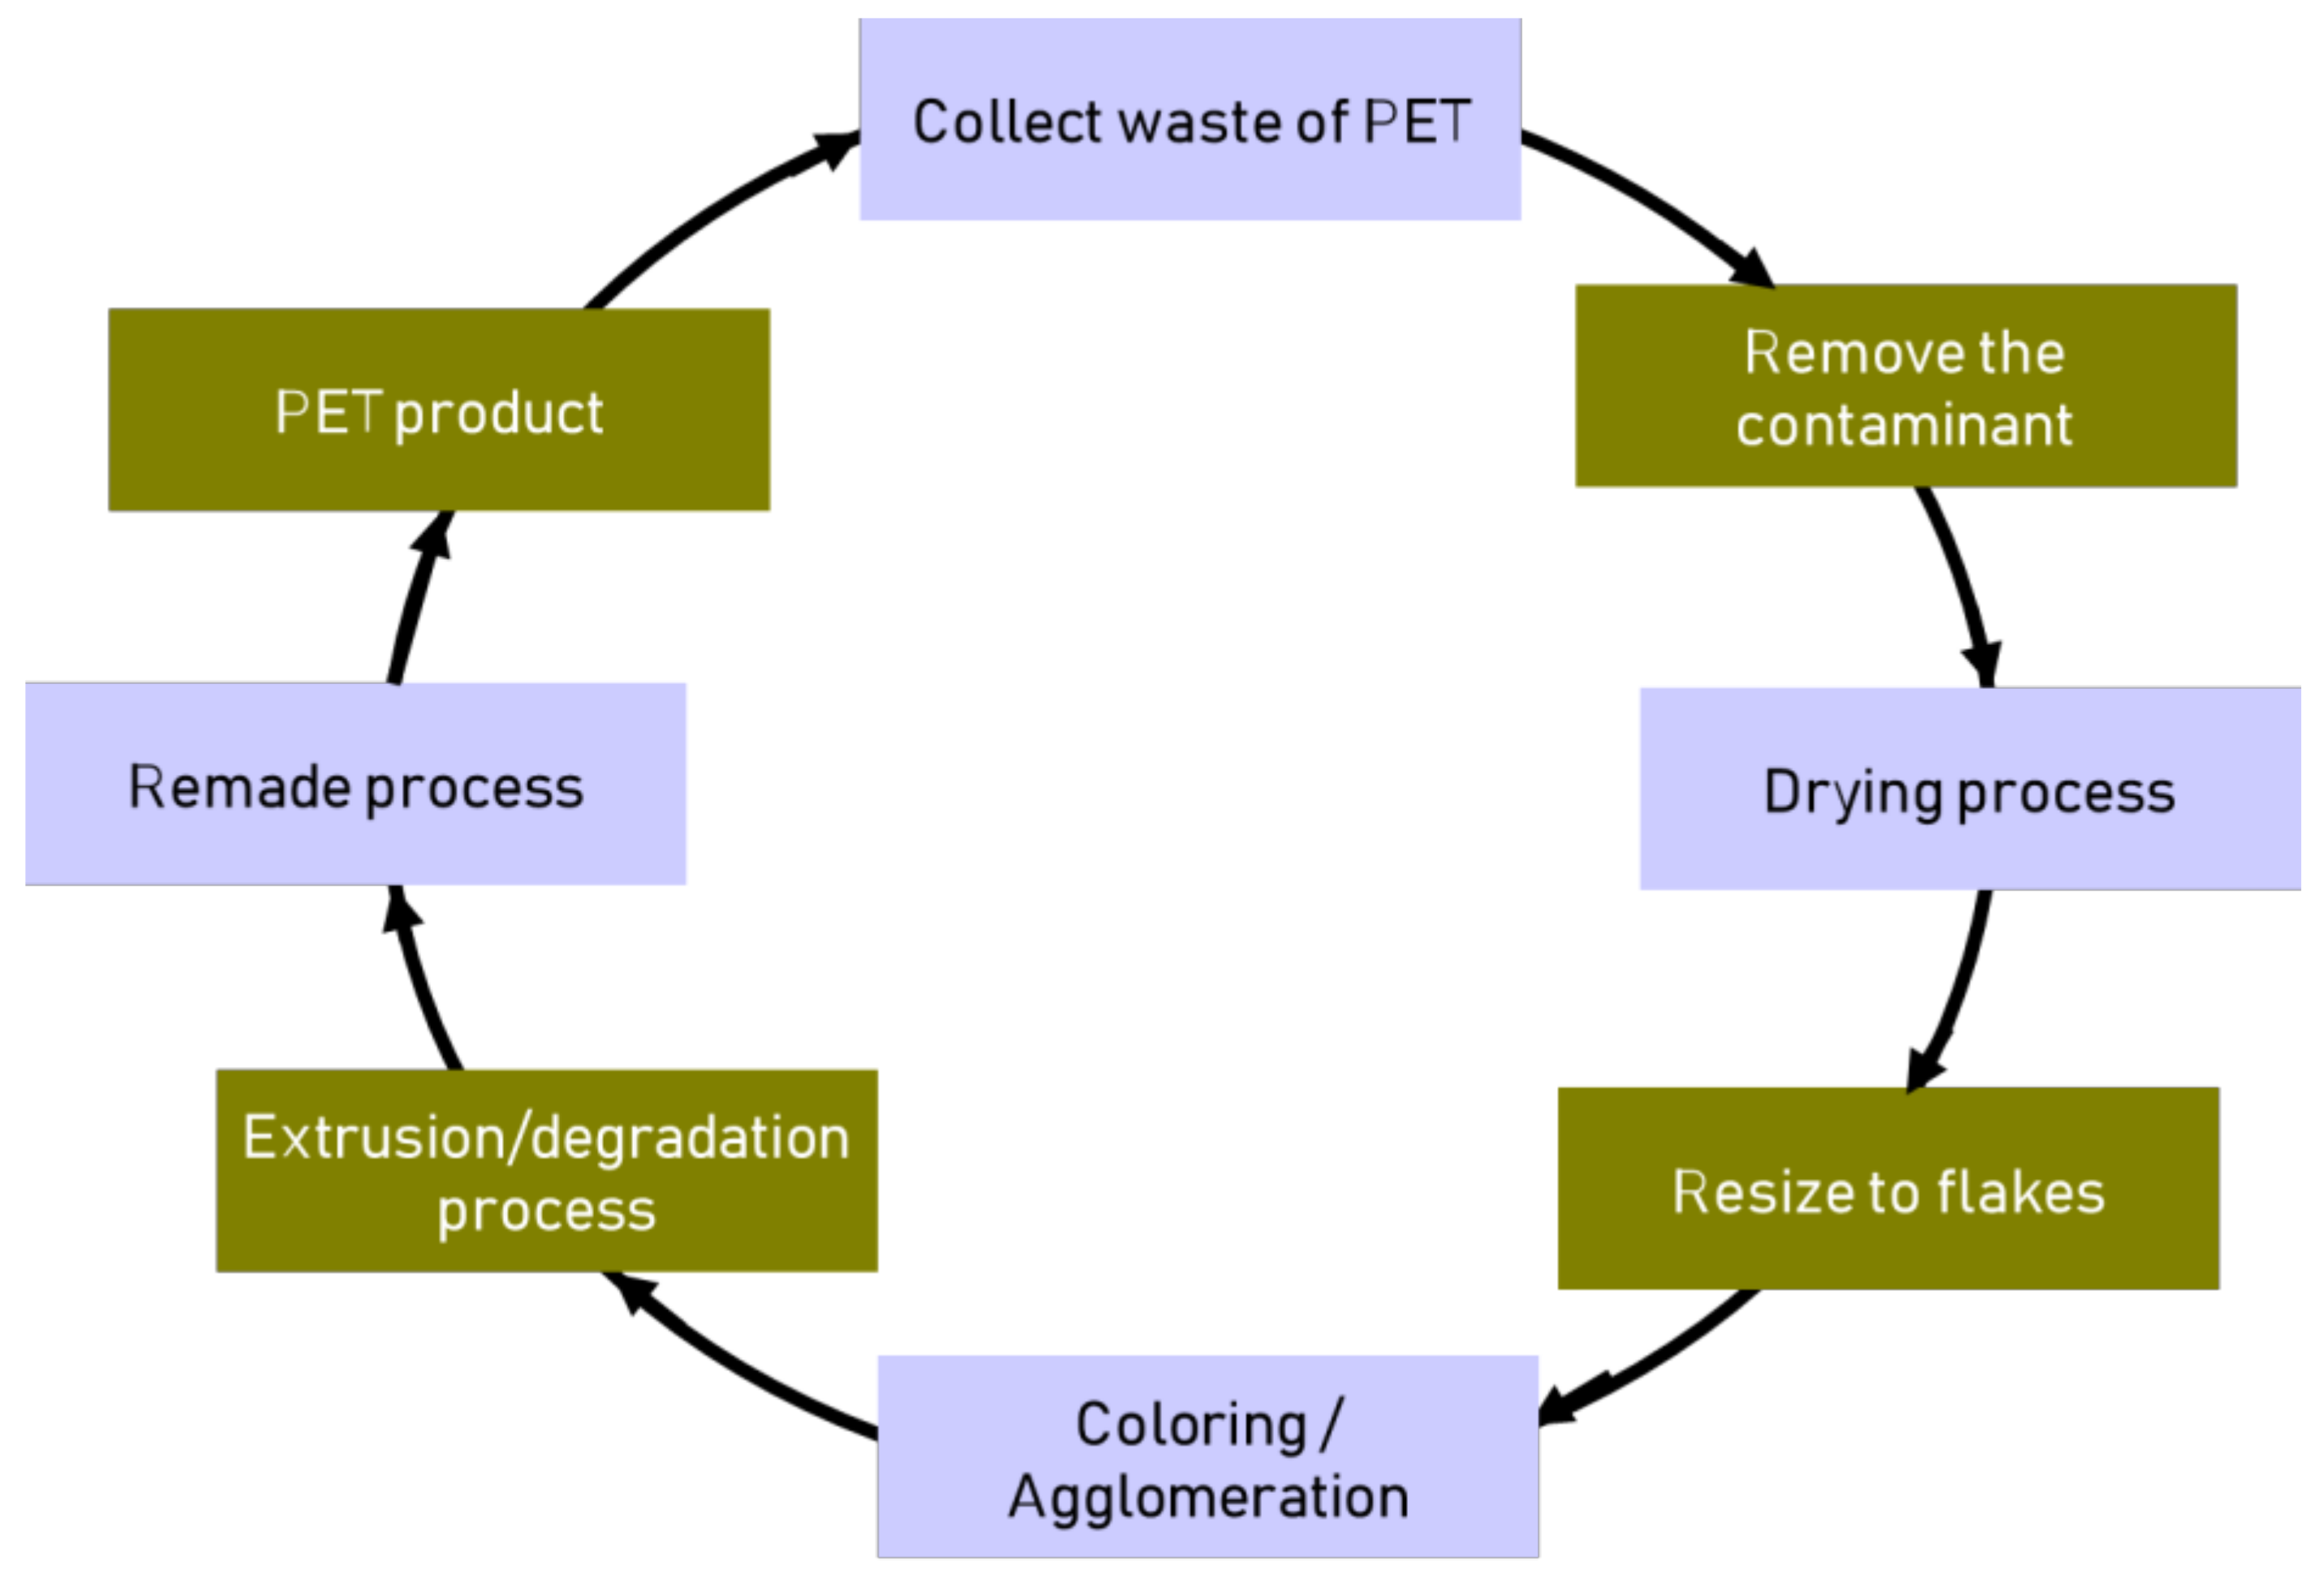 Collect waste of PET
Remove the
contaminant
Drying process
Resize to flakes
Coloring /
Agglomeration
Extrusion/degradation
process
Remade process
PET product